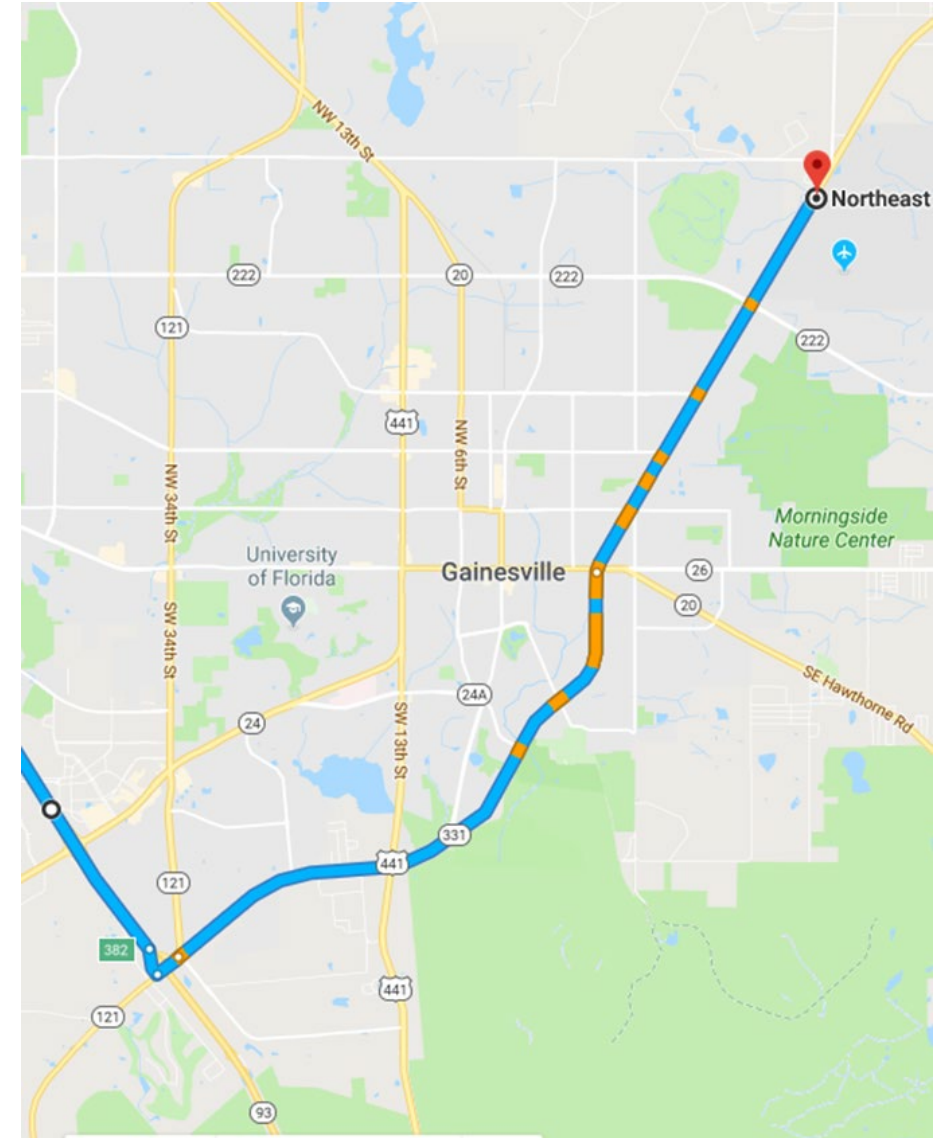 NW 13th St
Northeast
222
20
222
121
222
441
NW 6th St
NW 34th St
Morningside
Nature Center
University
of Florida
Gainesville
26
20
SW 34th St
SE Hawthorne Rd
24A
24
SW 13th St
331
441
121
382
441
121
93